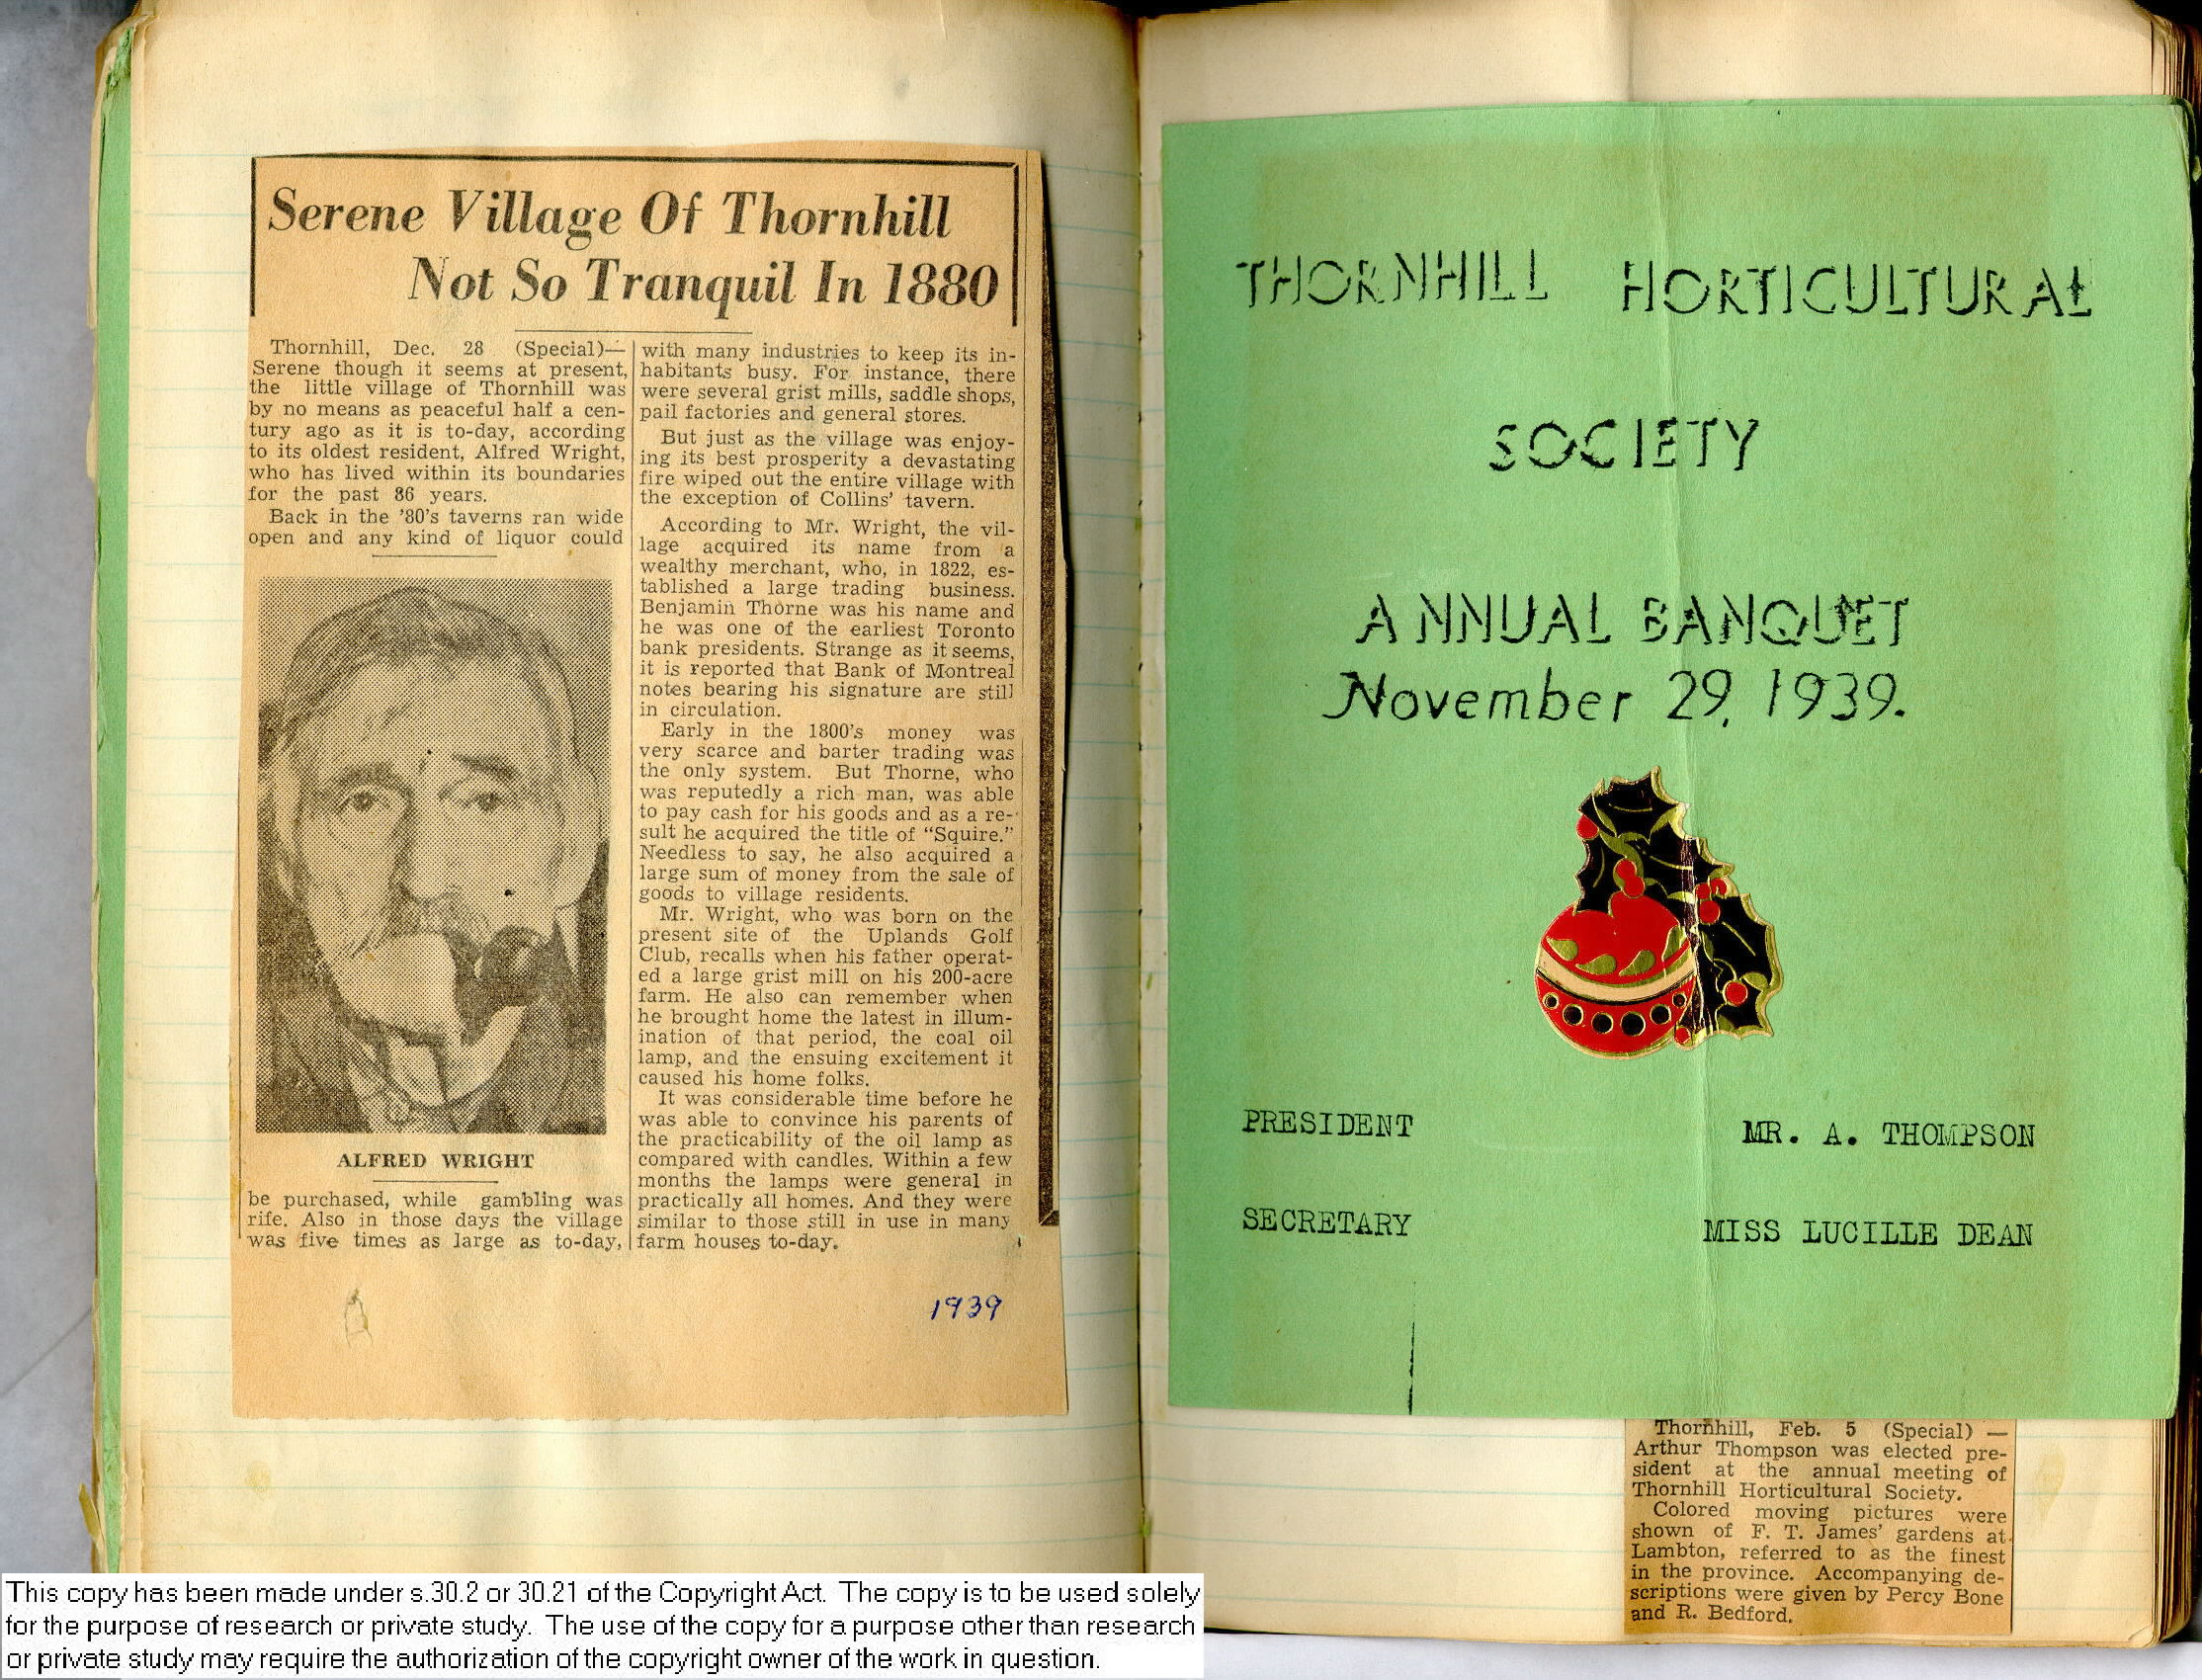 Serene Village Of Thornhill
Not So Tranquil In 1880
Thornhill, Dec. 28 (Special)—
Serene though it seems at present,
the little village of Thornhill was
by no means as peaceful half a cen-
tury ago as it is to-day, according
to its oldest resident, Alfred Wright,
who has lived within its boundaries
for the past 86 years.
Back in the '80's taverns ran wide
open and any kind of liquor could
ALFRED WRIGHT
be purchased, while gambling was
rife. Also in those days the village
was five times as large as to-day,
with many industries to keep its in-
habitants busy. For instance, there
were several grist mills, saddle shops,
pail factories and general stores.
But just as the village was enjoy-
ing its best prosperity a devastating
fire wiped out the entire village with
the exception of Collins' tavern.
According to Mr. Wright, the vil-
lage acquired its name from a
wealthy merchant, who, in 1822, es-
tablished a large trading business.
Benjamin Thorne was his name and
he was one of the earliest Toronto
bank presidents. Strange as it seems,
it is reported that Bank of Montreal
notes bearing his signature are still
in circulation.
Early in the 1800's money was
very scarce and barter trading was
the only system. But Thorne, who
was reputedly a rich man, was able
to pay cash for his goods and as a re-
sult he acquired the title of "Squire."
Needless to say, he also acquired a
large sum of money from the sale of
goods to village residents.
Mr. Wright, who was born on the
present site of the Uplands Golf
Club, recalls when his father operat-
ed a large grist mill on his 200-acre
farm. He also can remember when
he brought home the latest in illum-
ination of that period, the coal oil
lamp, and the ensuing excitement it
caused his home folks.
It was considerable time before he
was able to convince his parents of
the practicability of the oil lamp as
compared with candles. Within a few
months the lamps were general in
practically all homes. And they were
similar to those still in use in many
farm houses to-day.
1939
THORNHILL HORTICULTURAL
SOCIETY
ANNUAL BANQUET
November 29, 1939.
PRESIDENT MR. A. THOMPSON
SECRETARY MISS LUCILLE DEAN
Thornhill, Feb. 5 (Special) —
Arthur Thompson was elected pre-
sident at the annual meeting of
Thornhill Horticultural Society.
Colored moving pictures were
shown of F. T. James' gardens at
Lambton, referred to as the finest
in the province. Accompanying de-
scriptions were given by Percy Bone
and R. Bedford.
This copy has been made under s.30.2 or 30.21 of the Copyright Act. The copy is to be used solely
for the purpose of research or private study. The use of the copy for a purpose other than research
or private study may require the authorization of the copyright owner of the work in question.